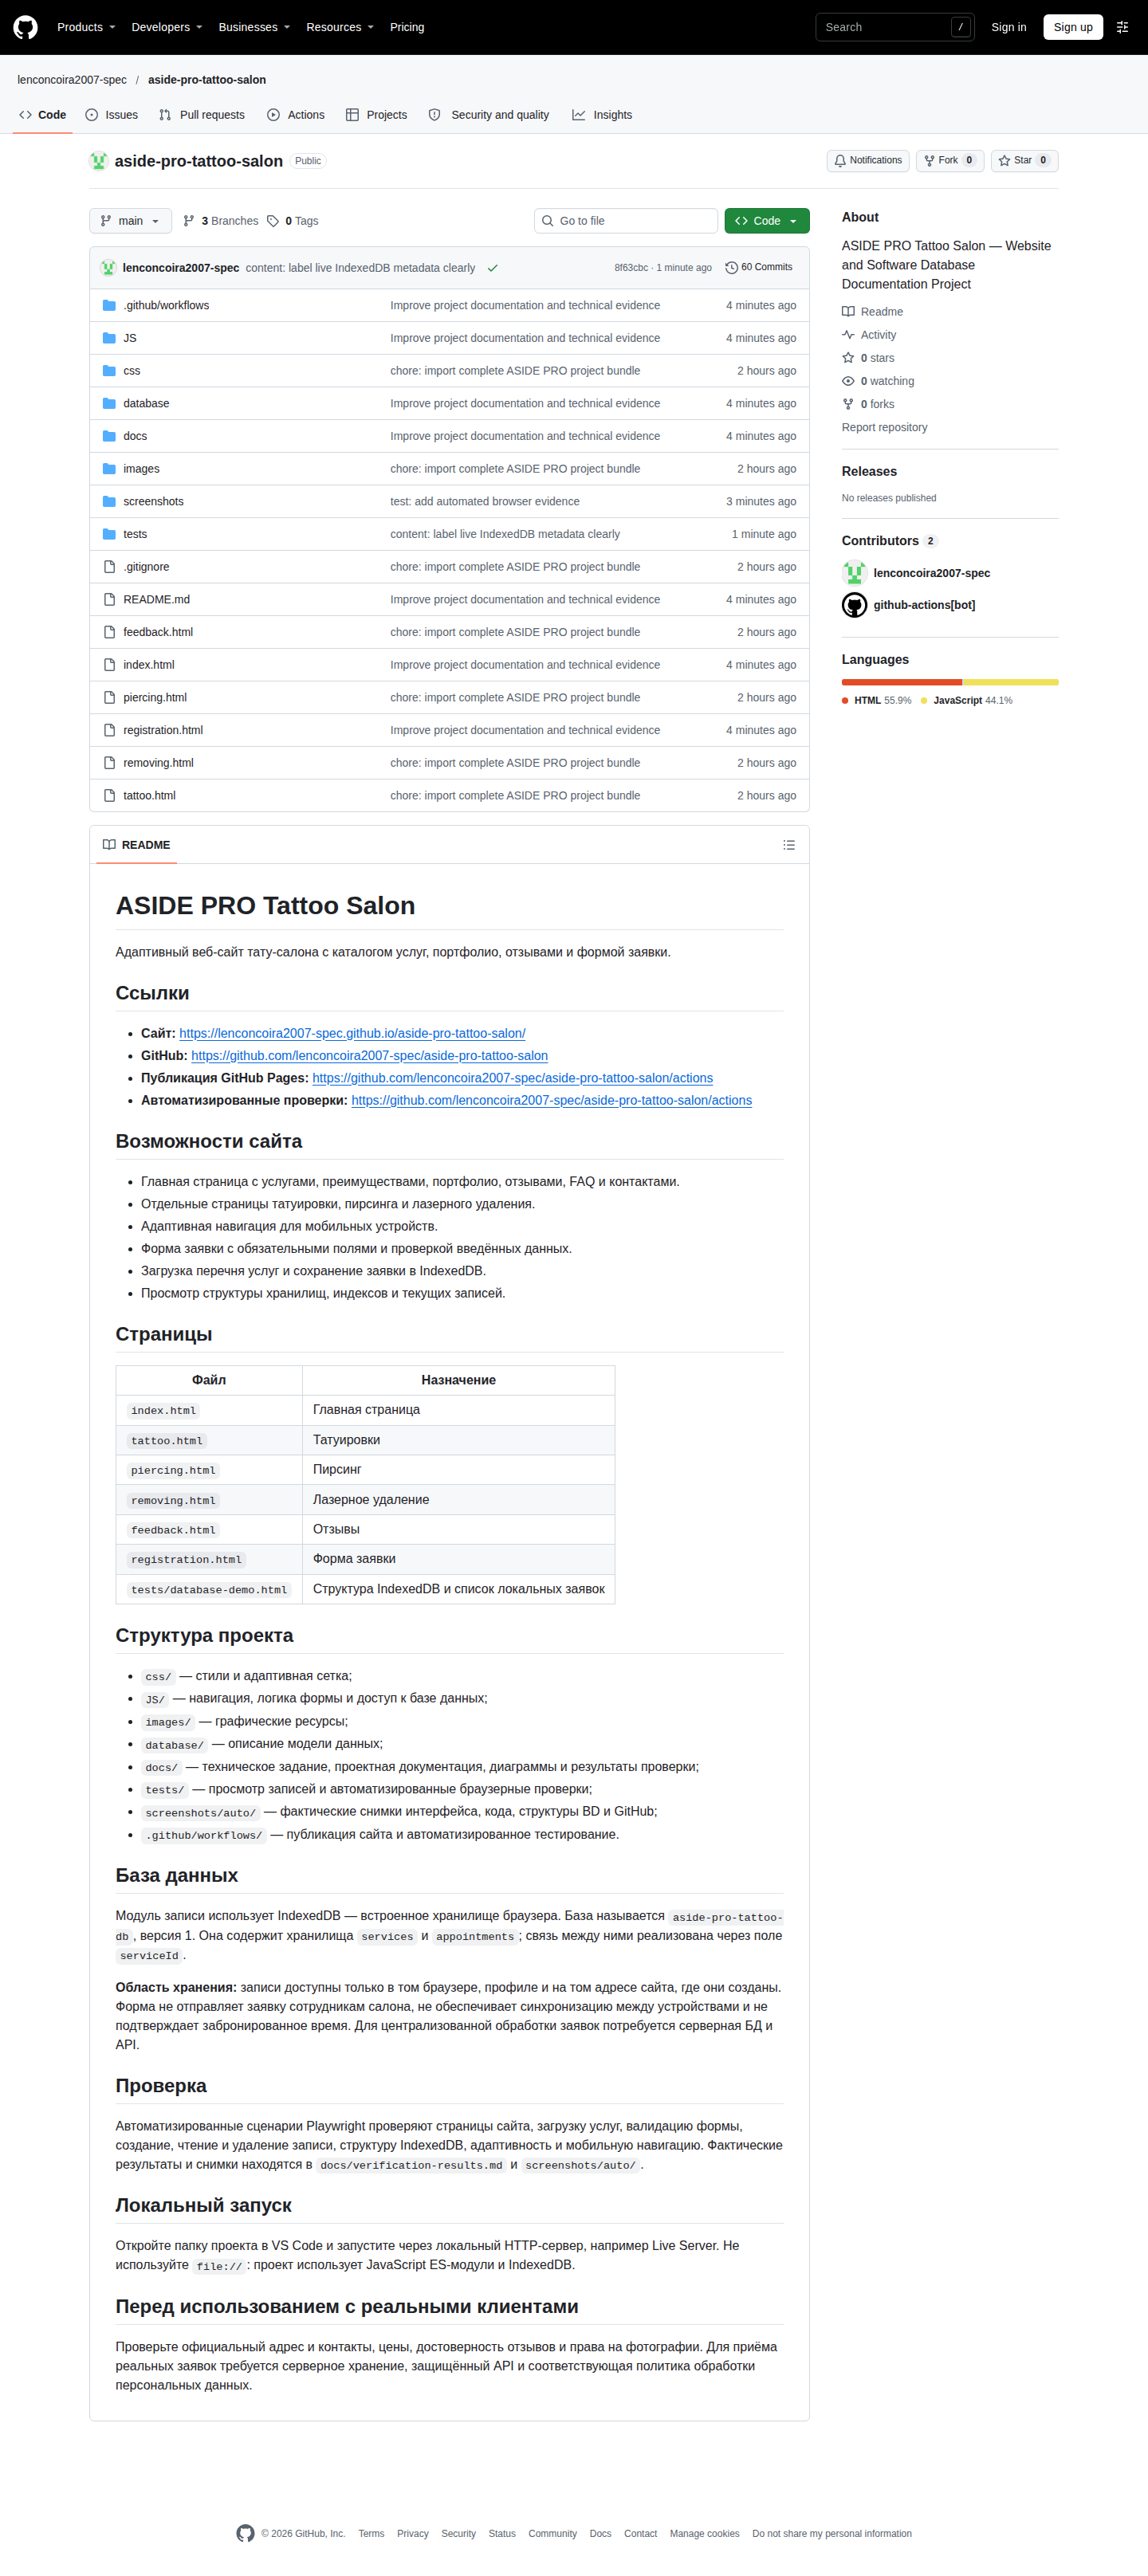 Products Developers Businesses Resources Pricing Search / Sign in Sign up
lenconcoira2007-spec / aside-pro-tattoo-salon
Code Issues Pull requests Actions Projects Security and quality Insights
aside-pro-tattoo-salon Public Notifications Fork 0 Star 0
main 3 Branches 0 Tags Go to file Code
lenconcoira2007-spec content: label live IndexedDB metadata clearly 8f63cbc · 1 minute ago 60 Commits
.github/workflows Improve project documentation and technical evidence 4 minutes ago
JS Improve project documentation and technical evidence 4 minutes ago
css chore: import complete ASIDE PRO project bundle 2 hours ago
database Improve project documentation and technical evidence 4 minutes ago
docs Improve project documentation and technical evidence 4 minutes ago
images chore: import complete ASIDE PRO project bundle 2 hours ago
screenshots test: add automated browser evidence 3 minutes ago
tests content: label live IndexedDB metadata clearly 1 minute ago
.gitignore chore: import complete ASIDE PRO project bundle 2 hours ago
README.md Improve project documentation and technical evidence 4 minutes ago
feedback.html chore: import complete ASIDE PRO project bundle 2 hours ago
index.html Improve project documentation and technical evidence 4 minutes ago
piercing.html chore: import complete ASIDE PRO project bundle 2 hours ago
registration.html Improve project documentation and technical evidence 4 minutes ago
removing.html chore: import complete ASIDE PRO project bundle 2 hours ago
tattoo.html chore: import complete ASIDE PRO project bundle 2 hours ago
About
ASIDE PRO Tattoo Salon — Website
and Software Database
Documentation Project
Readme
Activity
0 stars
0 watching
0 forks
Report repository
Releases
No releases published
Contributors 2
lenconcoira2007-spec
github-actions[bot]
Languages
HTML 55.9% JavaScript 44.1%
README
ASIDE PRO Tattoo Salon
Адаптивный веб-сайт тату-салона с каталогом услуг, портфолио, отзывами и формой заявки.
Ссылки
• Сайт: https://lenconcoira2007-spec.github.io/aside-pro-tattoo-salon/
• GitHub: https://github.com/lenconcoira2007-spec/aside-pro-tattoo-salon
• Публикация GitHub Pages: https://github.com/lenconcoira2007-spec/aside-pro-tattoo-salon/actions
• Автоматизированные проверки: https://github.com/lenconcoira2007-spec/aside-pro-tattoo-salon/actions
Возможности сайта
• Главная страница с услугами, преимуществами, портфолио, отзывами, FAQ и контактами.
• Отдельные страницы татуировки, пирсинга и лазерного удаления.
• Адаптивная навигация для мобильных устройств.
• Форма заявки с обязательными полями и проверкой введённых данных.
• Загрузка перечня услуг и сохранение заявки в IndexedDB.
• Просмотр структуры хранилищ, индексов и текущих записей.
Страницы
Файл Назначение
index.html Главная страница
tattoo.html Татуировки
piercing.html Пирсинг
removing.html Лазерное удаление
feedback.html Отзывы
registration.html Форма заявки
tests/database-demo.html Структура IndexedDB и список локальных заявок
Структура проекта
• css/ — стили и адаптивная сетка;
• JS/ — навигация, логика формы и доступ к базе данных;
• images/ — графические ресурсы;
• database/ — описание модели данных;
• docs/ — техническое задание, проектная документация, диаграммы и результаты проверки;
• tests/ — просмотр записей и автоматизированные браузерные проверки;
• screenshots/auto/ — фактические снимки интерфейса, кода, структуры BD и GitHub;
• .github/workflows/ — публикация сайта и автоматизированное тестирование.
База данных
Модуль записи использует IndexedDB — встроенное хранилище браузера. База называется aside-pro-tattoo-
db, версия 1. Она содержит хранилища services и appointments; связь между ними реализована через поле
serviceId.
Область хранения: записи доступны только в том браузере, профиле и на том адресе сайта, где они созданы.
Форма не отправляет заявку сотрудникам салона, не обеспечивает синхронизацию между устройствами и не
подтверждает забронированное время. Для централизованной обработки заявок потребуется серверная БД и
API.
Проверка
Автоматизированные сценарии Playwright проверяют страницы сайта, загрузку услуг, валидацию формы,
создание, чтение и удаление записи, структуру IndexedDB, адаптивность и мобильную навигацию. Фактические
результаты и снимки находятся в docs/verification-results.md и screenshots/auto/.
Локальный запуск
Откройте папку проекта в VS Code и запустите через локальный HTTP-сервер, например Live Server. Не
используйте file://: проект использует JavaScript ES-модули и IndexedDB.
Перед использованием с реальными клиентами
Проверьте официальный адрес и контакты, цены, достоверность отзывов и права на фотографии. Для приёма
реальных заявок требуется серверное хранение, защищённый API и соответствующая политика обработки
персональных данных.
© 2026 GitHub, Inc. Terms Privacy Security Status Community Docs Contact Manage cookies Do not share my personal information